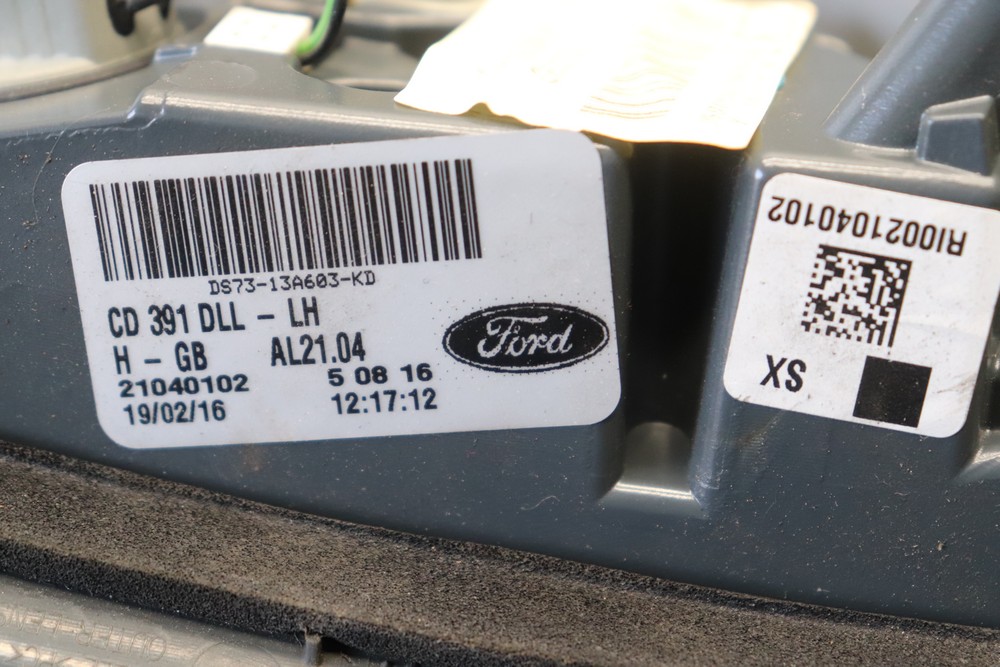 DS73-13A603-KD
CD 391 DLL - LH
H - GB AL21.04
21040102 5 08 16
19/02/16 12:17:12
Ford
RI0021040102
SX